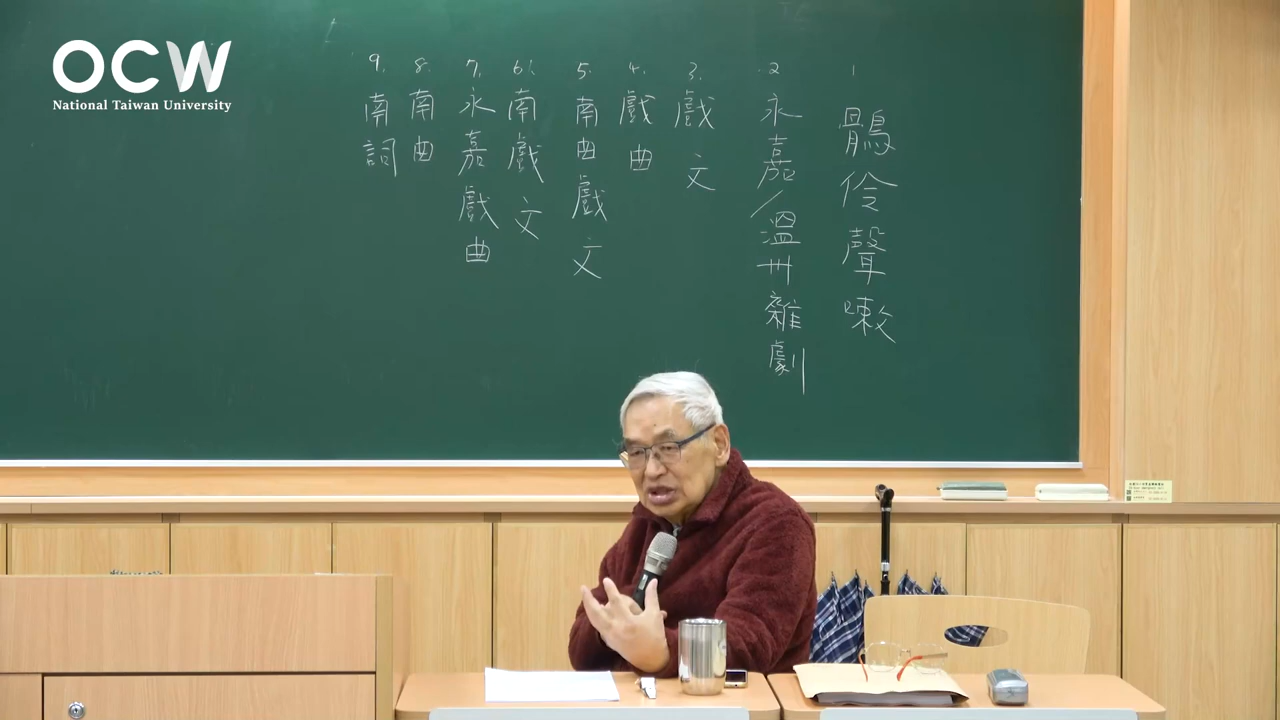 OCW
National Taiwan University
1 鶻伶聲嗽
2 永嘉/溫卅雜劇
3. 戲文
4. 戲曲
5. 南曲戲文
6. 南戲文
7. 永嘉戲曲
8. 南曲
9. 南詞